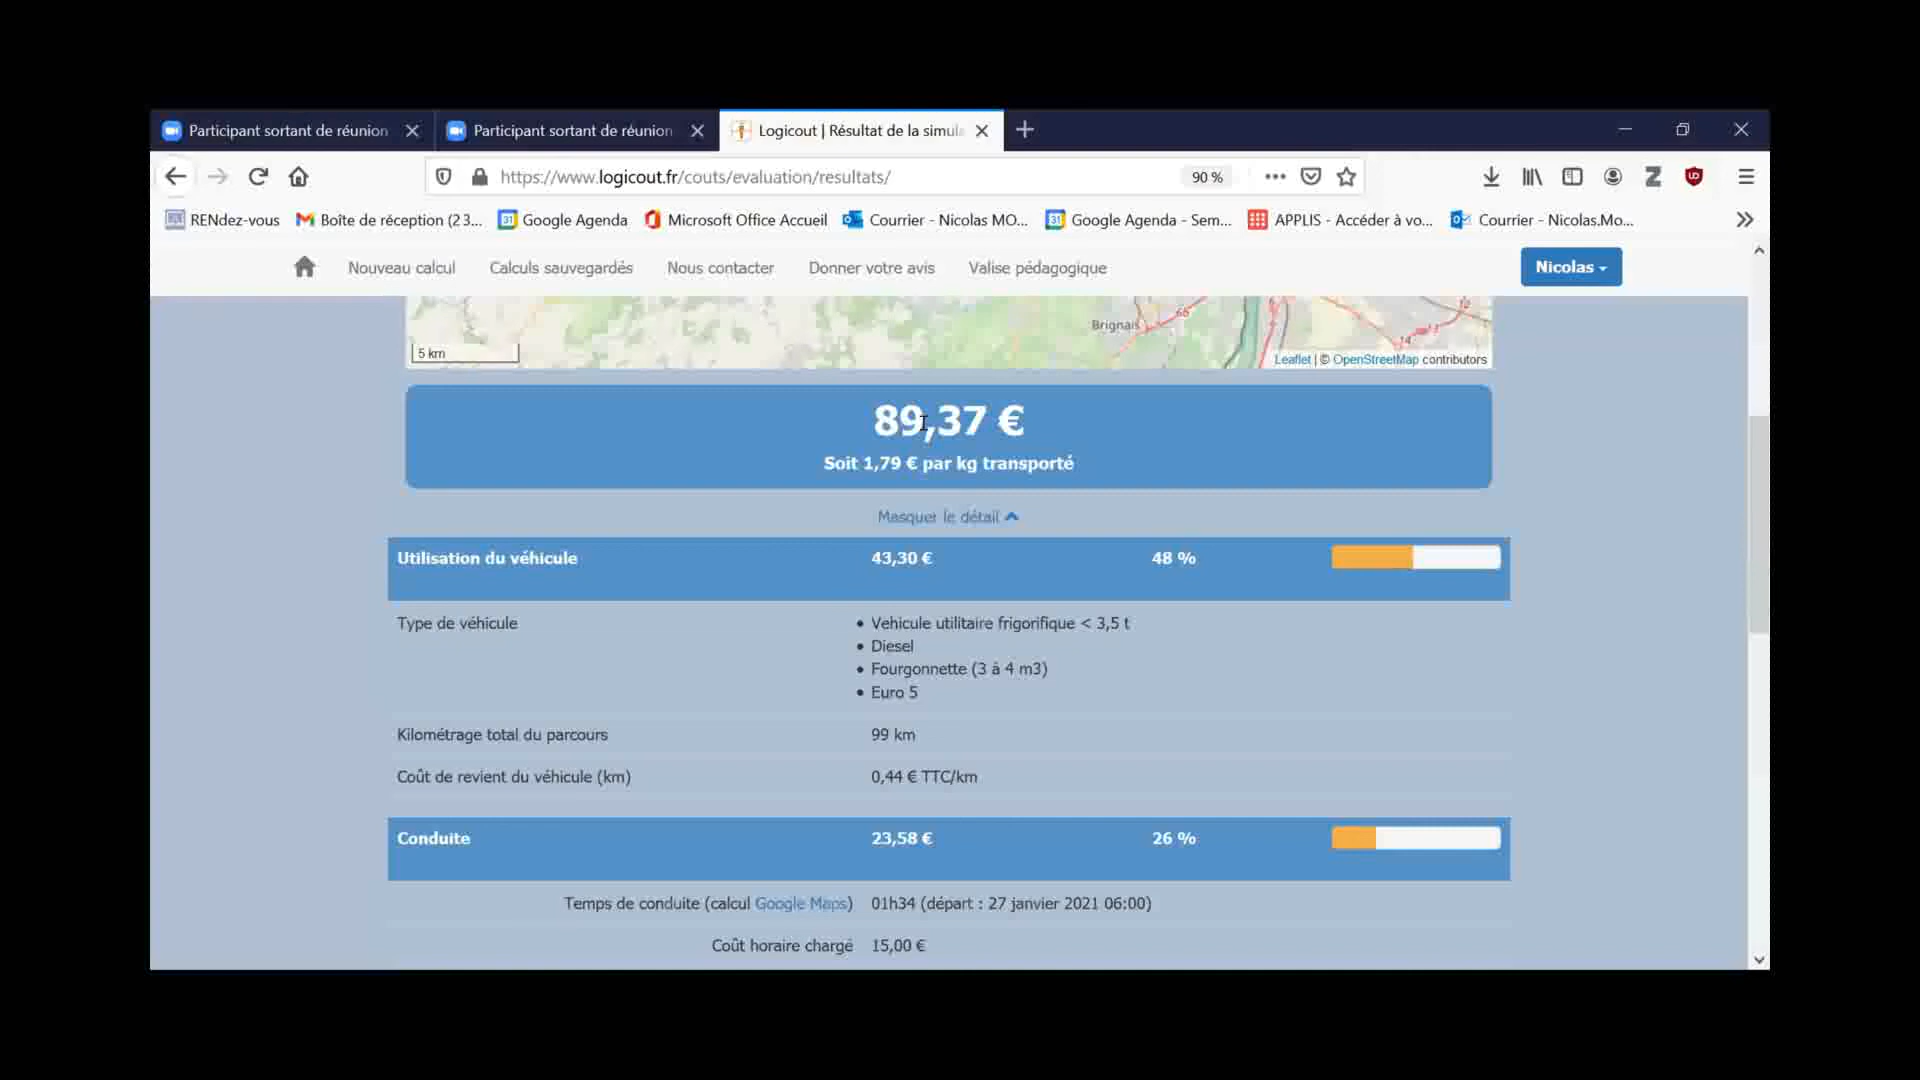 Participant sortant de réunion
Participant sortant de réunion
Logicout | Résultat de la simula
https://www.logicout.fr/couts/evaluation/resultats/
90 %
RENdez-vous
Boîte de réception (2 3...
Google Agenda
Microsoft Office Accueil
Courrier - Nicolas MO...
Google Agenda - Sem...
APPLIS - Accéder à vo...
Courrier - Nicolas.Mo...
Nouveau calcul
Calculs sauvegardés
Nous contacter
Donner votre avis
Valise pédagogique
Nicolas
Brignais
5 km
Leaflet | © OpenStreetMap contributors
89,37 €
Soit 1,79 € par kg transporté
Masquer le détail
Utilisation du véhicule 43,30 € 48 %
Type de véhicule
• Vehicule utilitaire frigorifique < 3,5 t
• Diesel
• Fourgonnette (3 à 4 m3)
• Euro 5
Kilométrage total du parcours 99 km
Coût de revient du véhicule (km) 0,44 € TTC/km
Conduite 23,58 € 26 %
Temps de conduite (calcul Google Maps) 01h34 (départ : 27 janvier 2021 06:00)
Coût horaire chargé 15,00 €